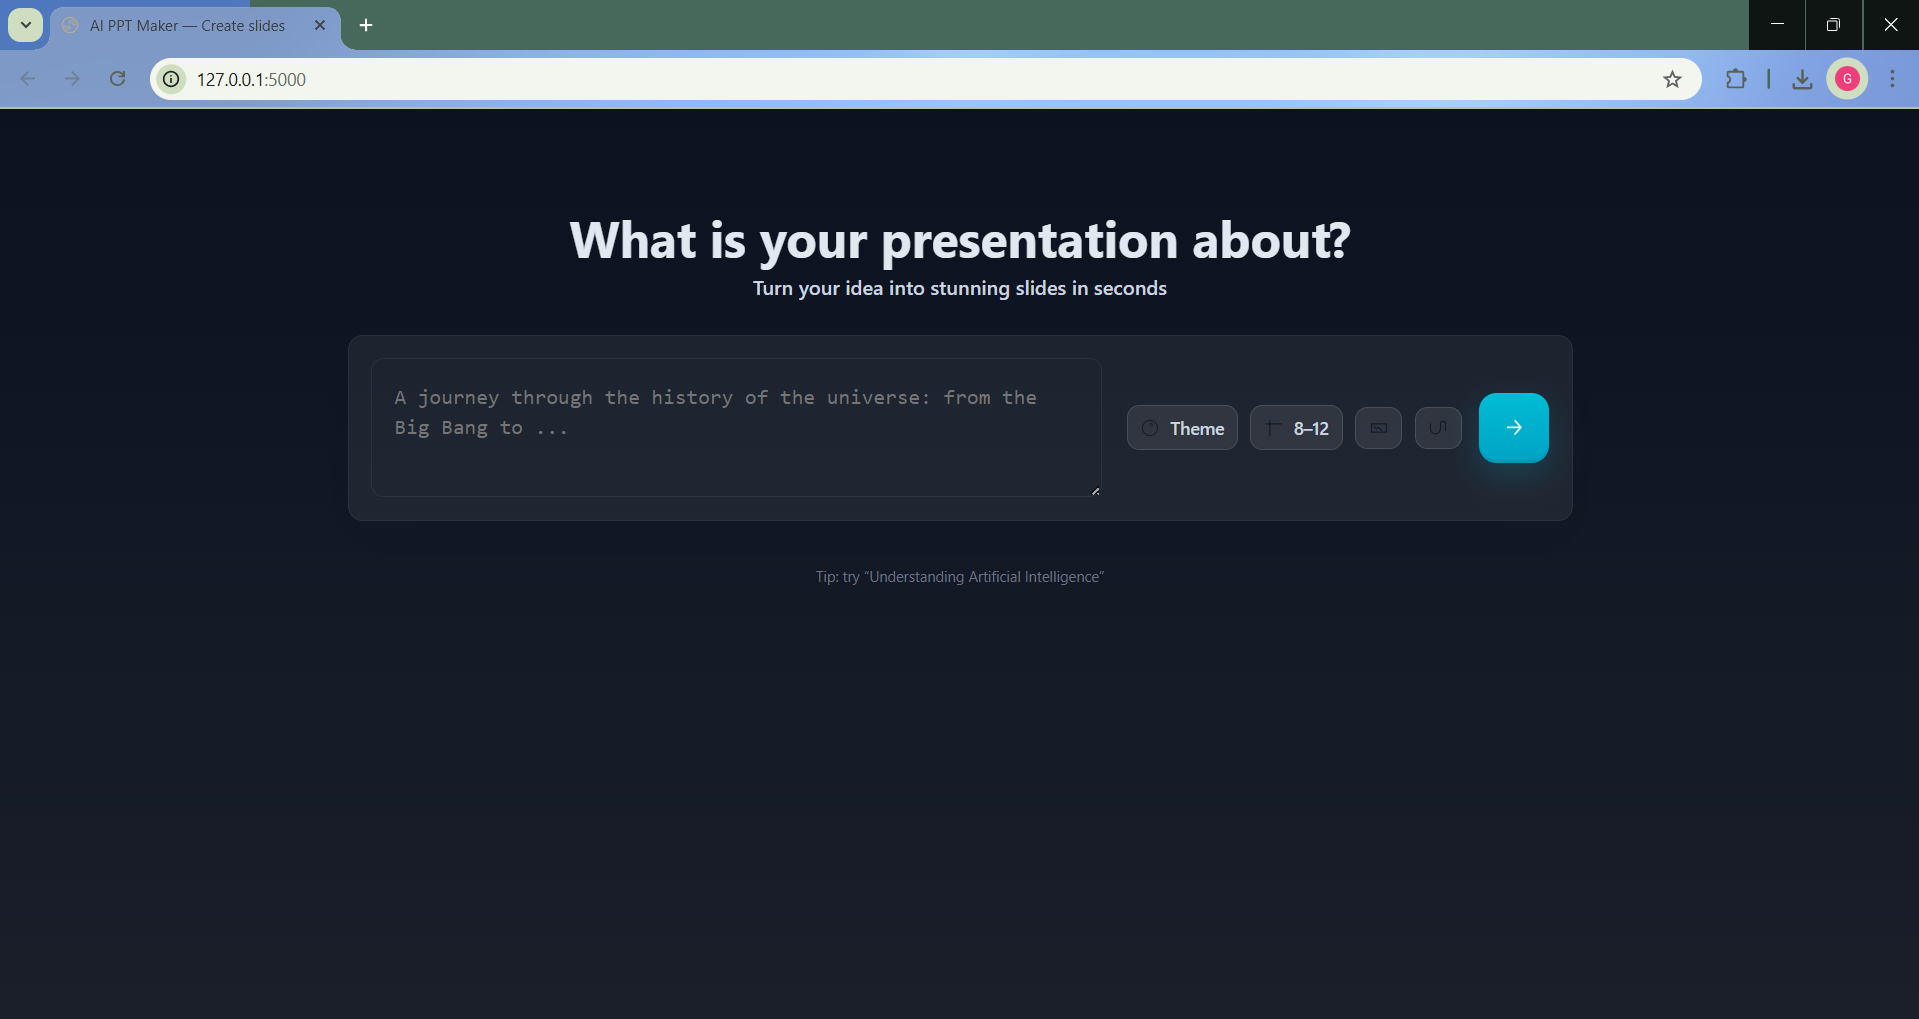 AI PPT Maker — Create slides
127.0.0.1:5000
G
What is your presentation about?
Turn your idea into stunning slides in seconds
A journey through the history of the universe: from the
Big Bang to ...
Theme
8–12
Tip: try “Understanding Artificial Intelligence”